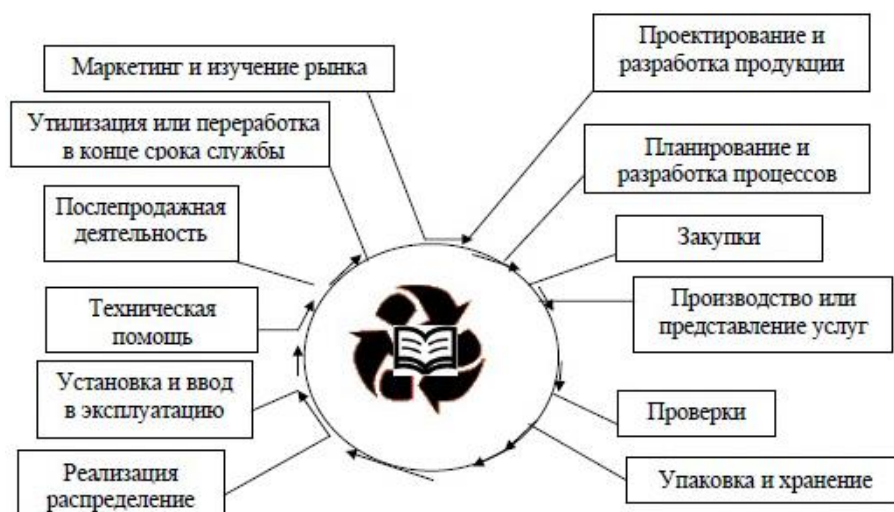 Маркетинг и изучение рынка
Проектирование и
разработка продукции
Утилизация или переработка
в конце срока службы
Планирование и
разработка процессов
Послепродажная
деятельность
Закупки
Техническая
помощь
Производство или
представление услуг
Установка и ввод
в эксплуатацию
Проверки
Реализация
распределение
Упаковка и хранение